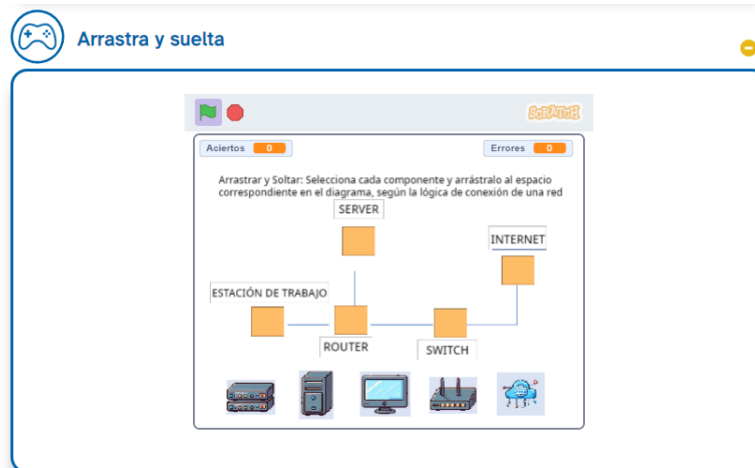 Arrastra y suelta
SCRATCH
Aciertos 0
Errores 0
Arrastrar y Soltar: Selecciona cada componente y arrástralo al espacio
correspondiente en el diagrama, según la lógica de conexión de una red
SERVER
INTERNET
ESTACIÓN DE TRABAJO
ROUTER
SWITCH